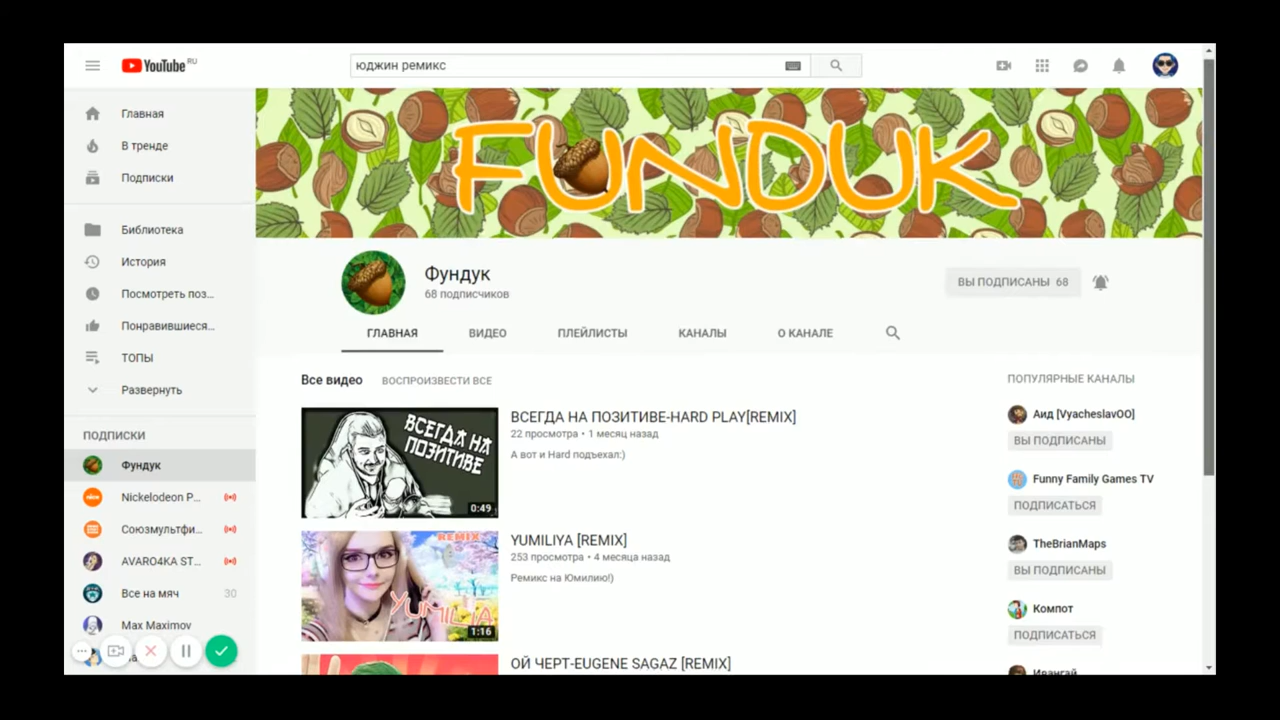 YouTube RU
юджин ремикс
Главная
В тренде
Подписки
Библиотека
История
Посмотреть поз...
Понравившиеся...
ТОПЫ
Развернуть
ПОДПИСКИ
Фундук
Nickelodeon P...
Союзмультфи...
AVARO4KA ST...
Все на мяч 30
Max Maximov
FUNDUK
Фундук
68 подписчиков
ВЫ ПОДПИСАНЫ 68
ГЛАВНАЯ ВИДЕО ПЛЕЙЛИСТЫ КАНАЛЫ О КАНАЛЕ
Все видео ВОСПРОИЗВЕСТИ ВСЕ
ВСЕГДА НА
ПОЗИТИВЕ
0:49
ВСЕГДА НА ПОЗИТИВЕ-HARD PLAY[REMIX]
22 просмотра • 1 месяц назад
А вот и Hard подъехал:)
REMIX
YUMILIA
1:16
YUMILIYA [REMIX]
253 просмотра • 4 месяца назад
Ремикс на Юмилию!)
ОЙ ЧЕРТ-EUGENE SAGAZ [REMIX]
ПОПУЛЯРНЫЕ КАНАЛЫ
Аид [VyacheslavOO]
ВЫ ПОДПИСАНЫ
Funny Family Games TV
ПОДПИСАТЬСЯ
TheBrianMaps
ВЫ ПОДПИСАНЫ
Компот
ПОДПИСАТЬСЯ
Ивангай